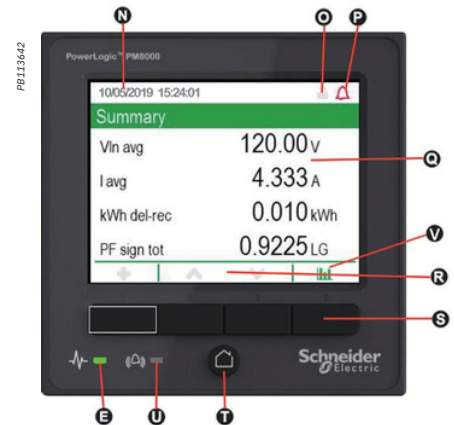 N
O
P
PB113642
PowerLogic™ PM8000
10/05/2019 15:24:01
Summary
Vln avg 120.00 V
Q
I avg 4.333 A
kWh del-rec 0.010 kWh
V
PF sign tot 0.9225 LG
R
S
Schneider
Electric
E
U
T